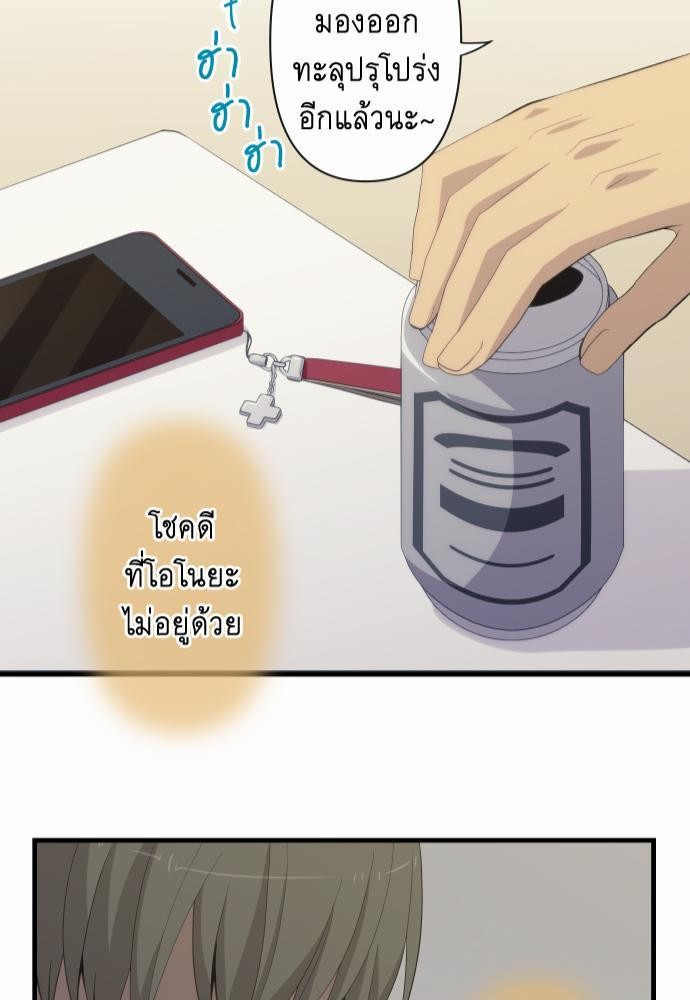 มองออก
ทะลุปรุโปร่ง
อีกแล้วนะ~
ฮ่า
ฮ่า
ฮ่า
โชคดี
ที่โอโนยะ
ไม่อยู่ด้วย